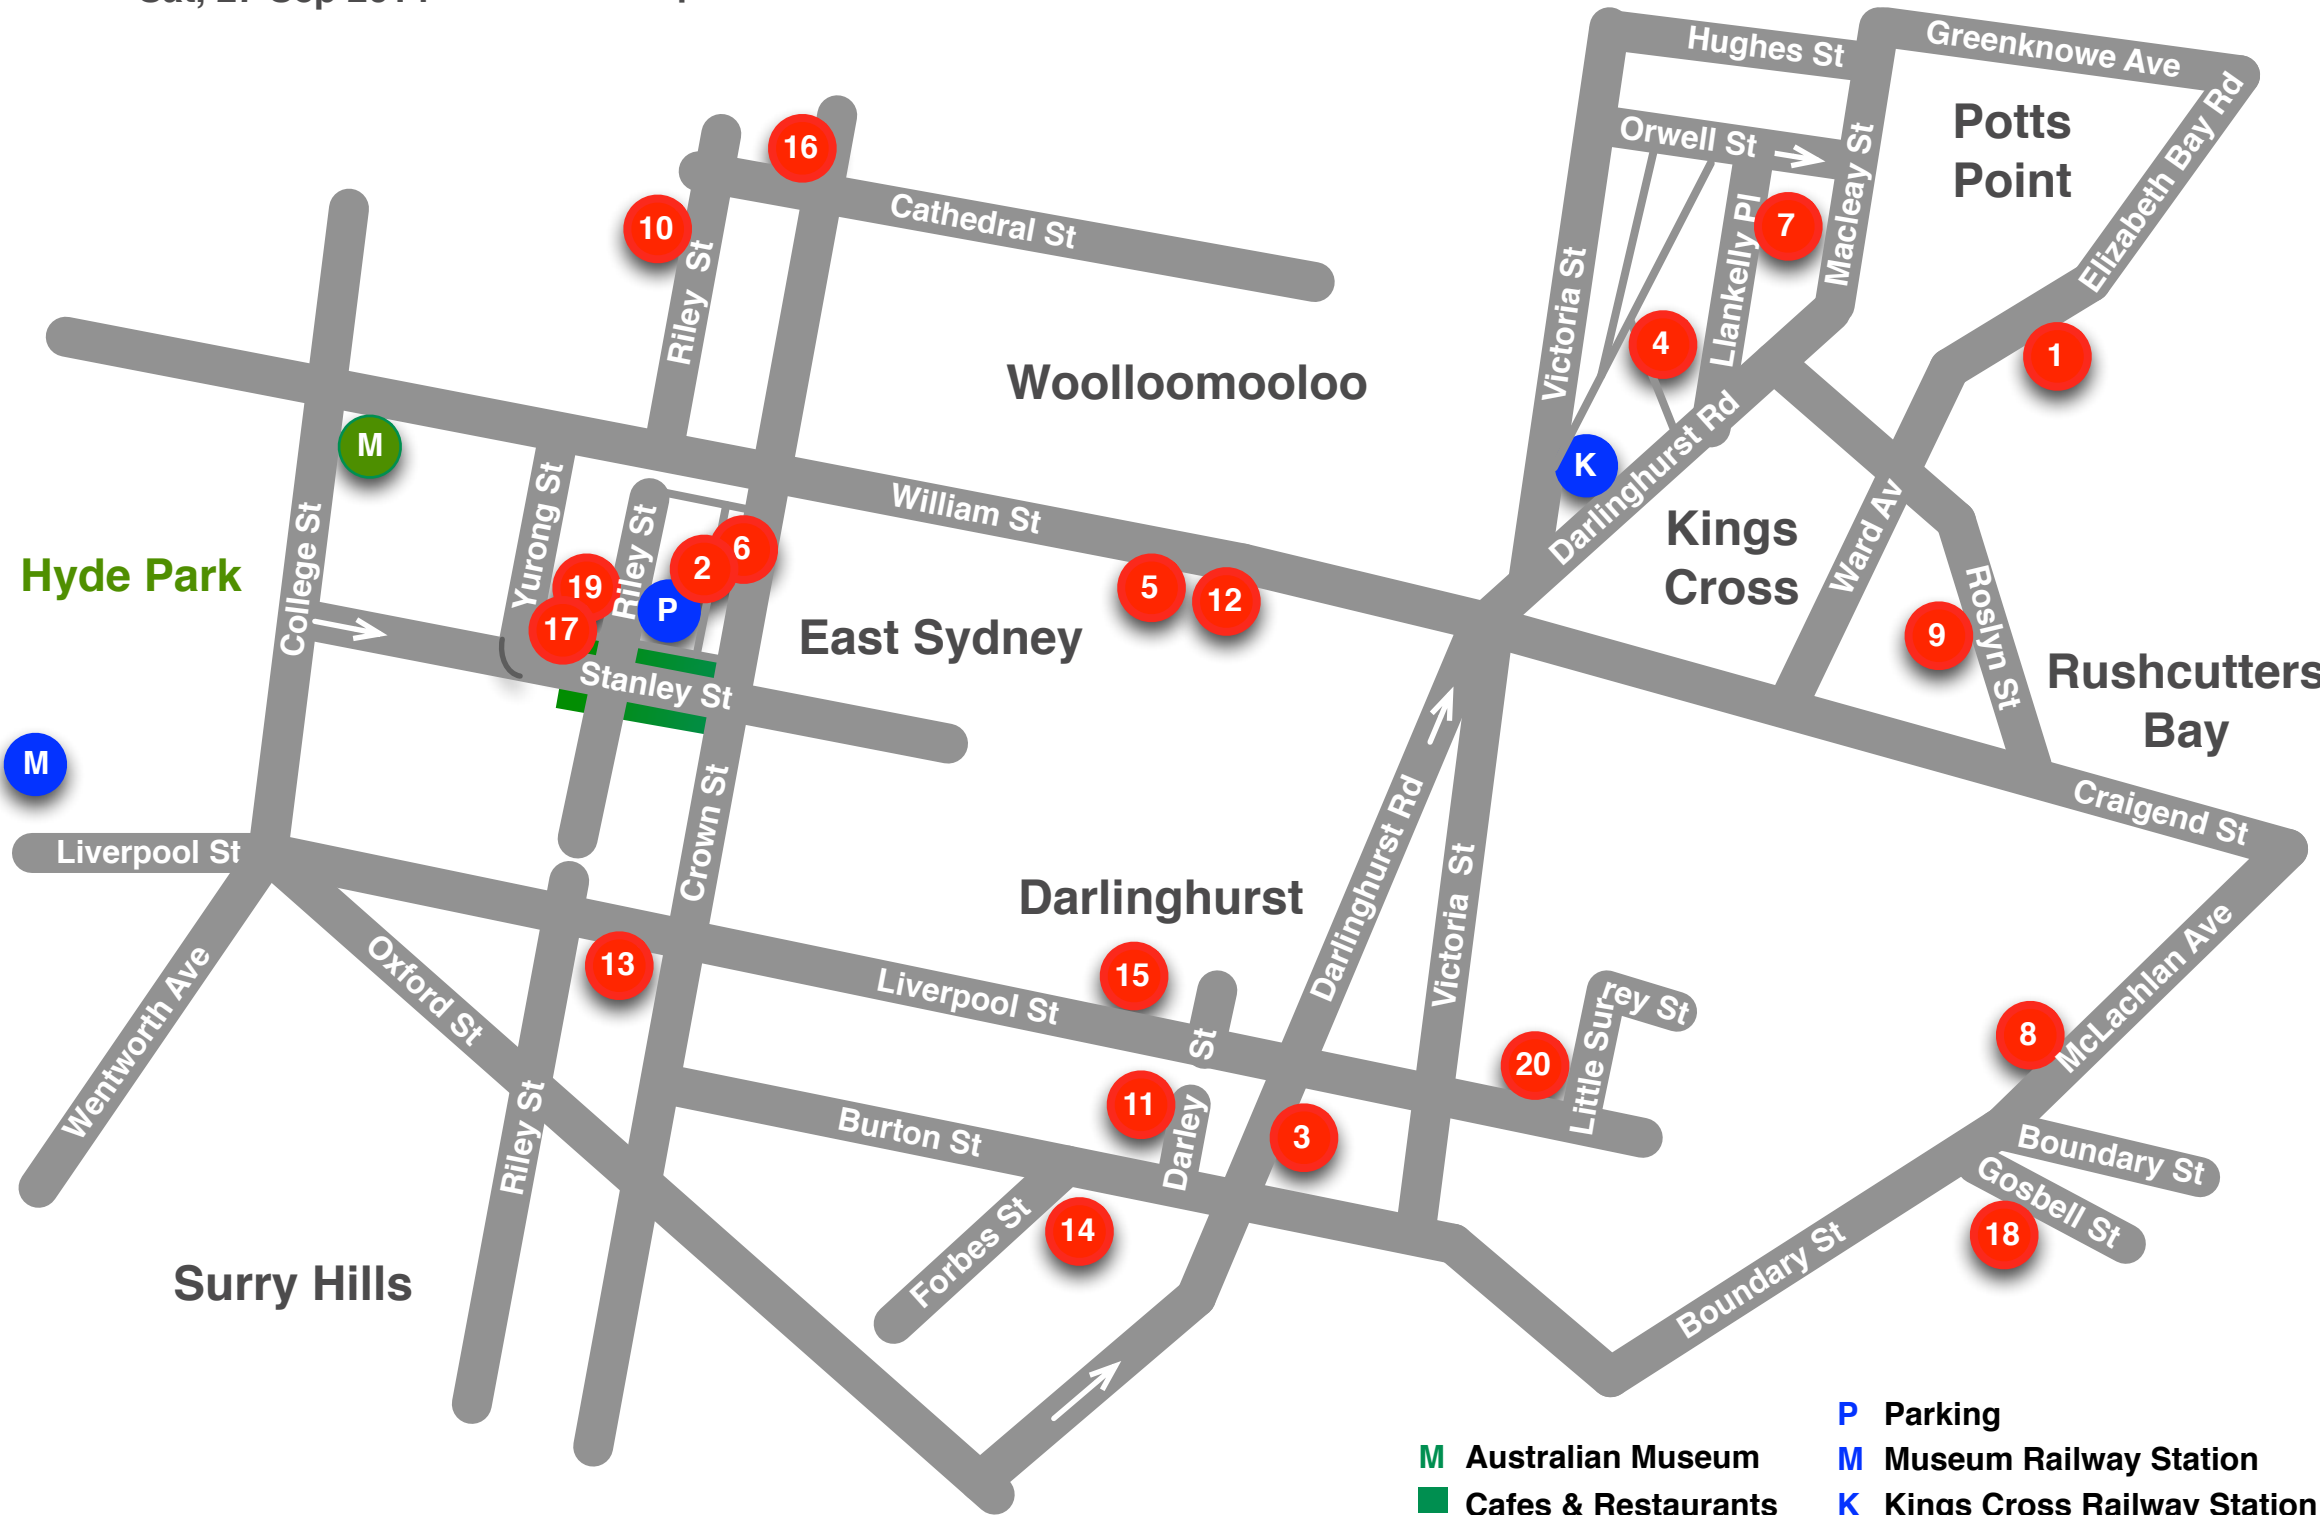 Hughes St
Greenknowe Ave
Potts
Point
Orwell St
Macleay St
Elizabeth Bay Rd
16
Cathedral St
10
Riley St
7
Llankelly Pl
Victoria St
4
1
Woolloomooloo
M
K
Darlinghurst Rd
William St
Kings
Cross
Ward Av
Roslyn St
Hyde Park
College St
Yurong St
Riley St
19
17
P
2
6
5
12
9
East Sydney
Rushcutters
Bay
Stanley St
M
Liverpool St
Crown St
Craigend St
Darlinghurst
Darlinghurst Rd
Victoria St
Wentworth Ave
Oxford St
13
Liverpool St
15
St
Little Sur
rey St
20
8
McLachlan Ave
Riley St
Burton St
11
Darley
3
Boundary St
Gosbell St
18
Forbes St
14
Surry Hills
Boundary St
P Parking
M Australian Museum
M Museum Railway Station
Cafes & Restaurants
K Kings Cross Railway Station